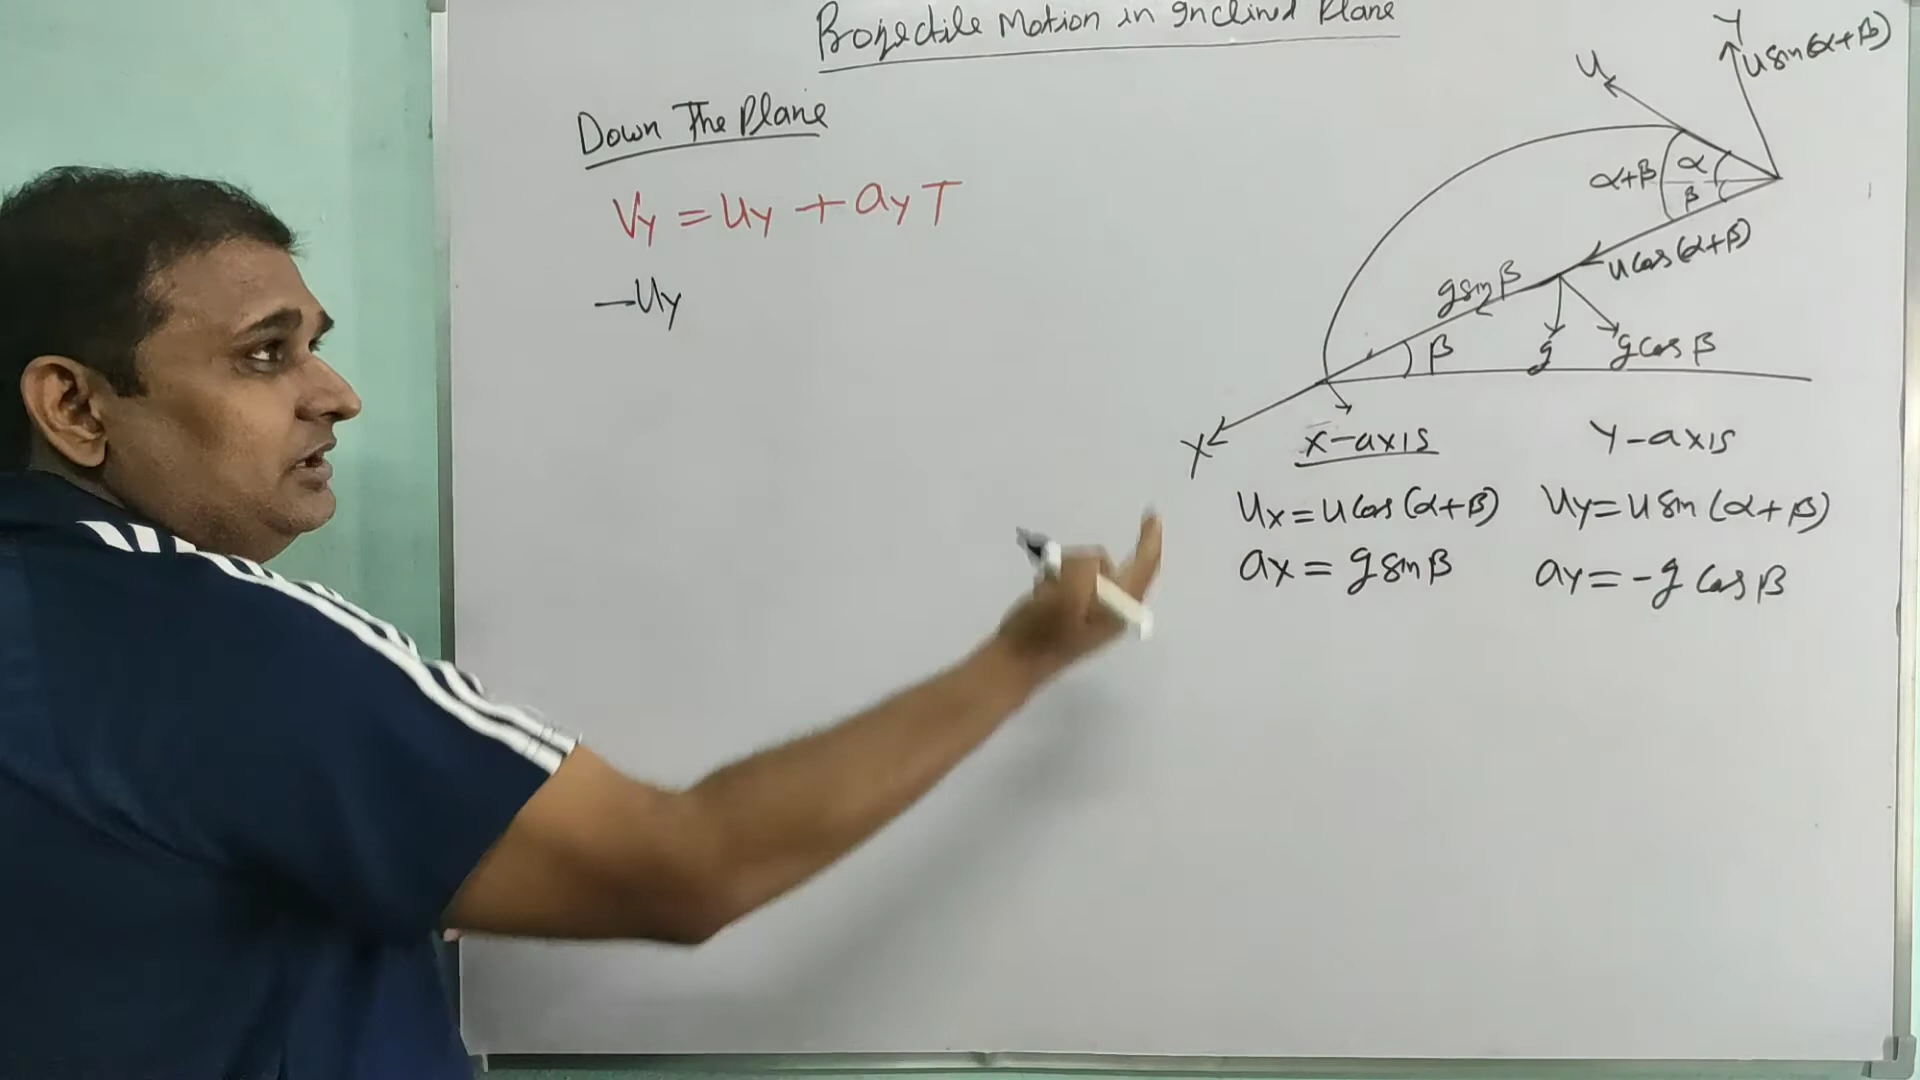 Projectile Motion in Inclined Plane
Down The Plane
Vy = Uy + ay T
-Uy
Y
U sin(α+β)
U
α+β
α
β
U cos(α+β)
g sin β
β
g
g cos β
X
X-axis
Y-axis
Ux = U cos(α+β)
Uy = U sin(α+β)
ax = g sin β
ay = -g cos β